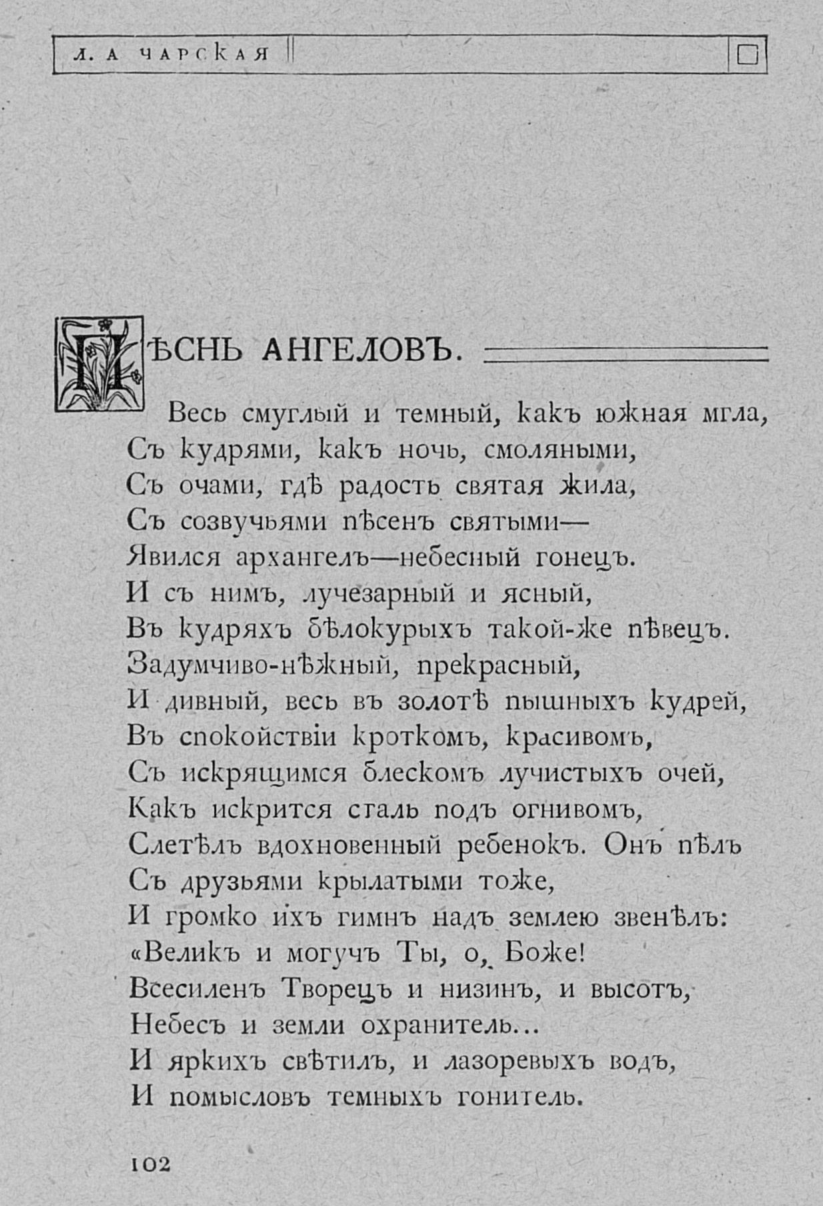 Л. А ЧАРСКАЯ
ПѢСНЬ АНГЕЛОВЪ.
Весь смуглый и темный, какъ южная мгла,
Съ кудрями, какъ ночь, смоляными,
Съ очами, гдѣ радость святая жила,
Съ созвучьями пѣсенъ святыми—
Явился архангелъ—небесный гонецъ.
И съ нимъ, лучезарный и ясный,
Въ кудряхъ бѣлокурыхъ такой-же пѣвецъ.
Задумчиво-нѣжный, прекрасный,
И дивный, весь въ золотѣ пышныхъ кудрей,
Въ спокойствіи кроткомъ, красивомъ,
Съ искрящимся блескомъ лучистыхъ очей,
Какъ искрится сталь подъ огнивомъ,
Слетѣлъ вдохновенный ребенокъ. Онъ пѣлъ
Съ друзьями крылатыми тоже,
И громко ихъ гимнъ надъ землею звенѣлъ:
«Великъ и могучъ Ты, о, Боже!
Всесиленъ Творецъ и низинъ, и высотъ,
Небесъ и земли охранитель...
И яркихъ свѣтилъ, и лазоревыхъ водъ,
И помысловъ темныхъ гонитель.
102